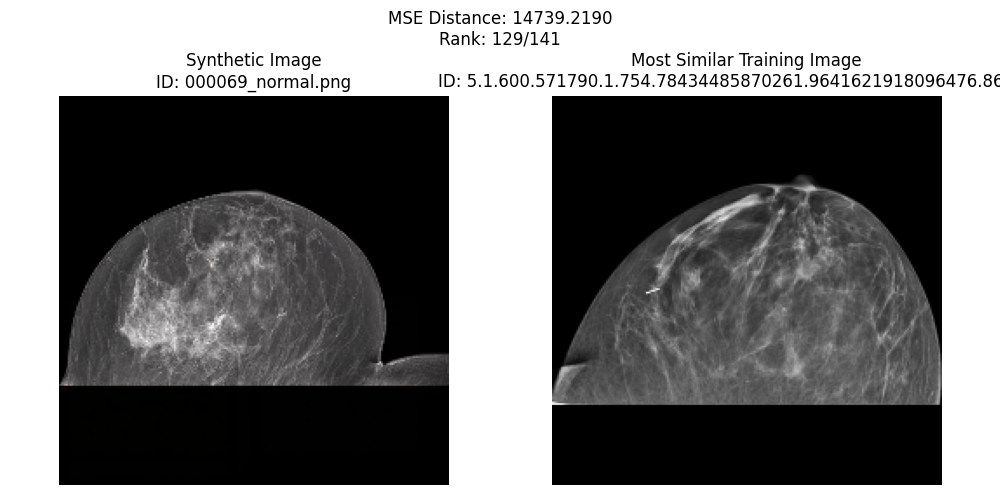 MSE Distance: 14739.2190
Rank: 129/141
Synthetic Image
ID: 000069_normal.png
Most Similar Training Image
ID: 5.1.600.571790.1.754.78434485870261.9641621918096476.86